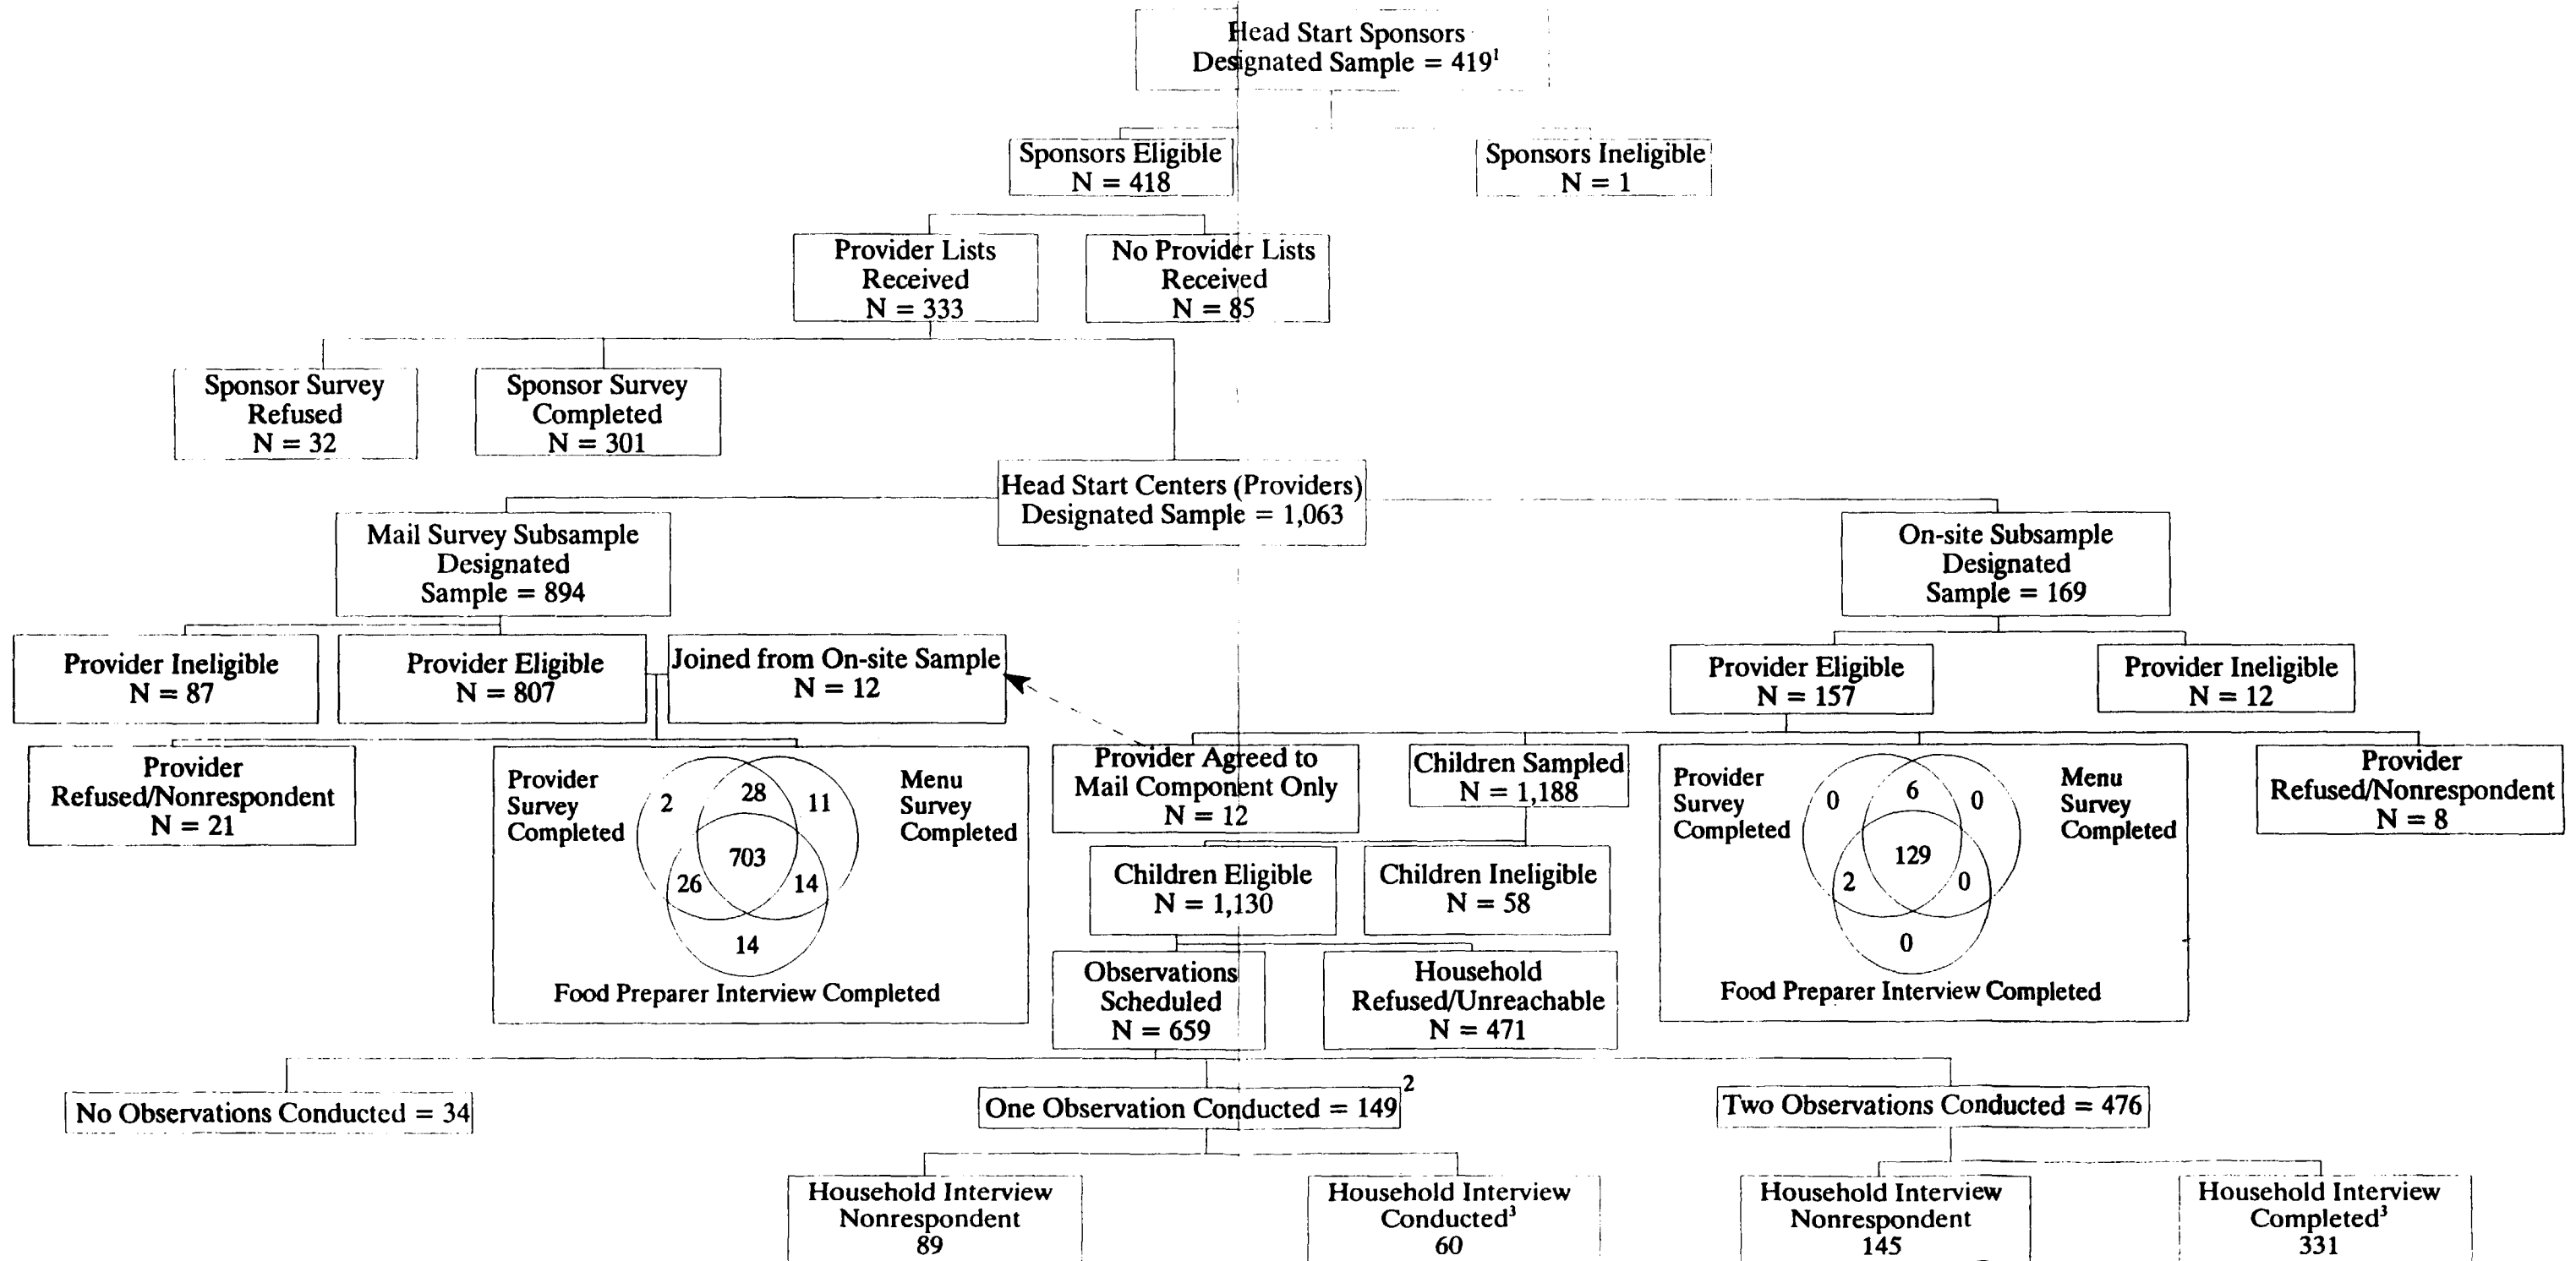 Head Start Sponsors
Designated Sample = 419¹
Sponsors Eligible
N = 418
Sponsors Ineligible
N = 1
Provider Lists
Received
N = 333
No Provider Lists
Received
N = 85
Sponsor Survey
Refused
N = 32
Sponsor Survey
Completed
N = 301
Head Start Centers (Providers)
Designated Sample = 1,063
Mail Survey Subsample
Designated
Sample = 894
On-site Subsample
Designated
Sample = 169
Provider Ineligible
N = 87
Provider Eligible
N = 807
Joined from On-site Sample
N = 12
Provider Eligible
N = 157
Provider Ineligible
N = 12
Provider
Refused/Nonrespondent
N = 21
Provider
Survey
Completed
2
28
11
703
26
14
14
Menu
Survey
Completed
Food Preparer Interview Completed
Provider Agreed to
Mail Component Only
N = 12
Children Sampled
N = 1,188
Provider
Survey
Completed
0
6
0
129
2
0
0
Menu
Survey
Completed
Food Preparer Interview Completed
Provider
Refused/Nonrespondent
N = 8
Children Eligible
N = 1,130
Children Ineligible
N = 58
Observations
Scheduled
N = 659
Household
Refused/Unreachable
N = 471
No Observations Conducted = 34
One Observation Conducted = 149²
Two Observations Conducted = 476
Household Interview
Nonrespondent
89
Household Interview
Conducted³
60
Household Interview
Nonrespondent
145
Household Interview
Completed³
331